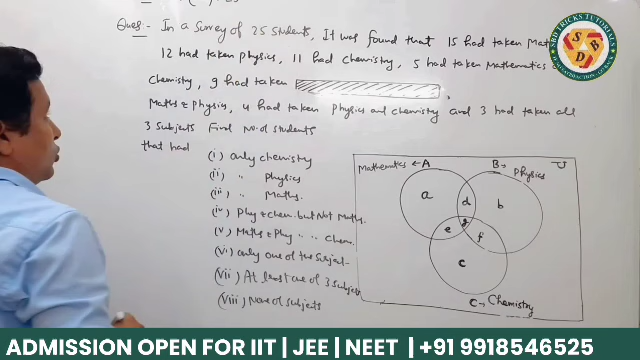 Ques:- In a Survey of 25 Students, It was found that 15 had taken Mat
12 had taken physics, 11 had chemistry, 5 had taken Mathematics
chemistry, 9 had taken
Maths & physics, 4 had taken physics and chemistry and 3 had taken all
3 Subjects Find No. of students
that had
(i) only chemistry
(ii) " physics
(iii) " Maths.
(iv) Phy & chem. but Not Maths.
(v) Maths & Phy " " Chem.
(vi) only one of the Subject
(vii) At least one of 3 Subjects
(viii) None of Subjects
Mathematics ← A
B → Physics
U
a
d
b
g
e
f
c
C → Chemistry
SBD TRICKS TUTORIALS
S
B
D
ADMISSION OPEN FOR IIT | JEE | NEET | +91 9918546525